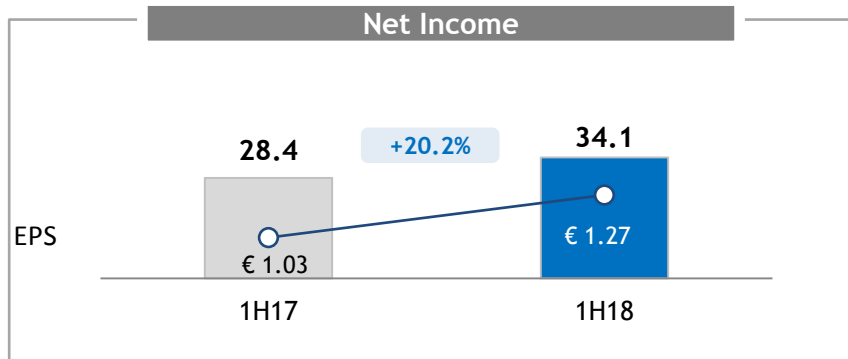 Net Income
28.4
+20.2%
34.1
EPS
€ 1.03
€ 1.27
1H17
1H18